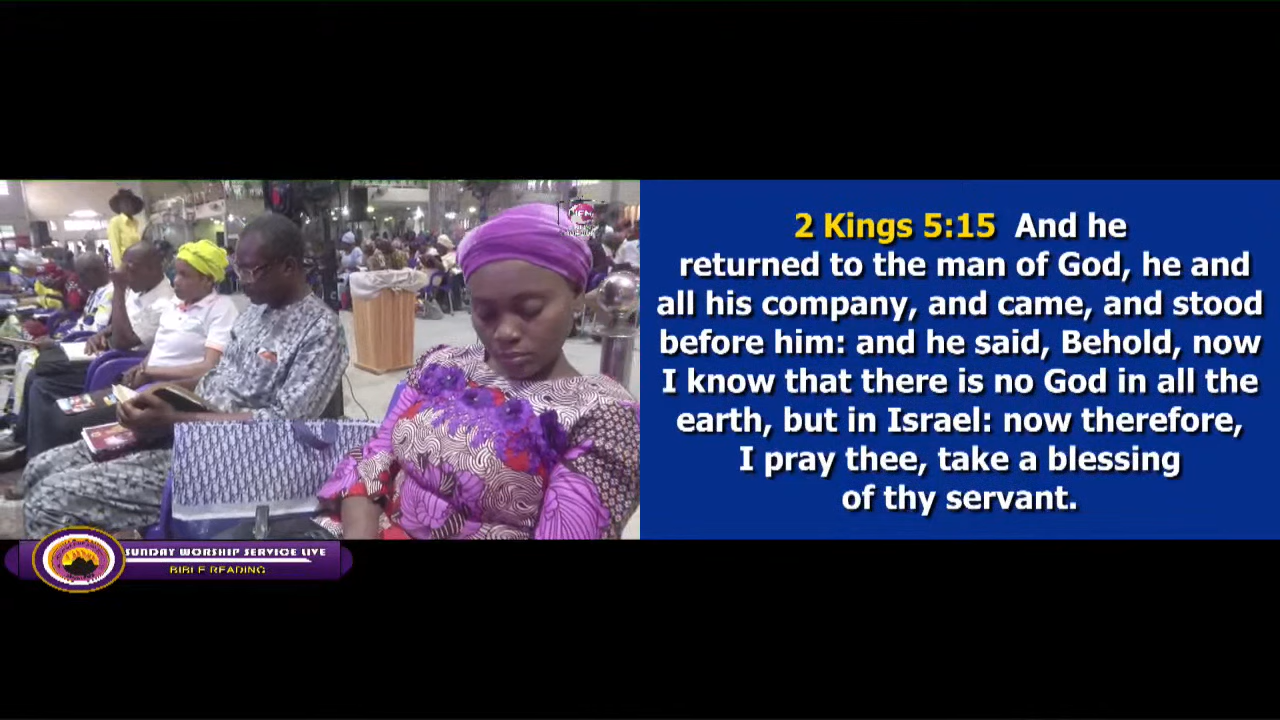 2 Kings 5:15 And he
returned to the man of God, he and
all his company, and came, and stood
before him: and he said, Behold, now
I know that there is no God in all the
earth, but in Israel: now therefore,
I pray thee, take a blessing
of thy servant.
SUNDAY WORSHIP SERVICE LIVE
BIBLE READING